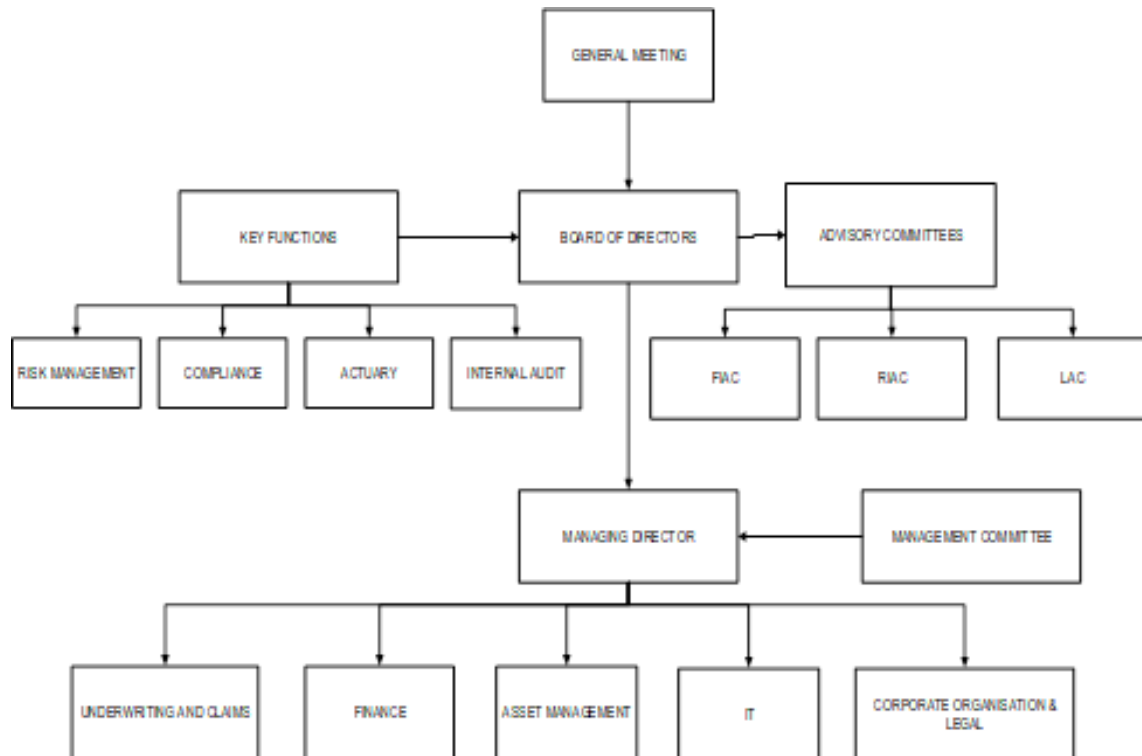 GENERAL MEETING
KEY FUNCTIONS
BOARD OF DIRECTORS
ADVISORY COMMITTEES
RISK MANAGEMENT
COMPLIANCE
ACTUARY
INTERNAL AUDIT
FIAC
RIAC
LAC
MANAGING DIRECTOR
MANAGEMENT COMMITTEE
UNDERWRITING AND CLAIMS
FINANCE
ASSET MANAGEMENT
IT
CORPORATE ORGANISATION &
LEGAL